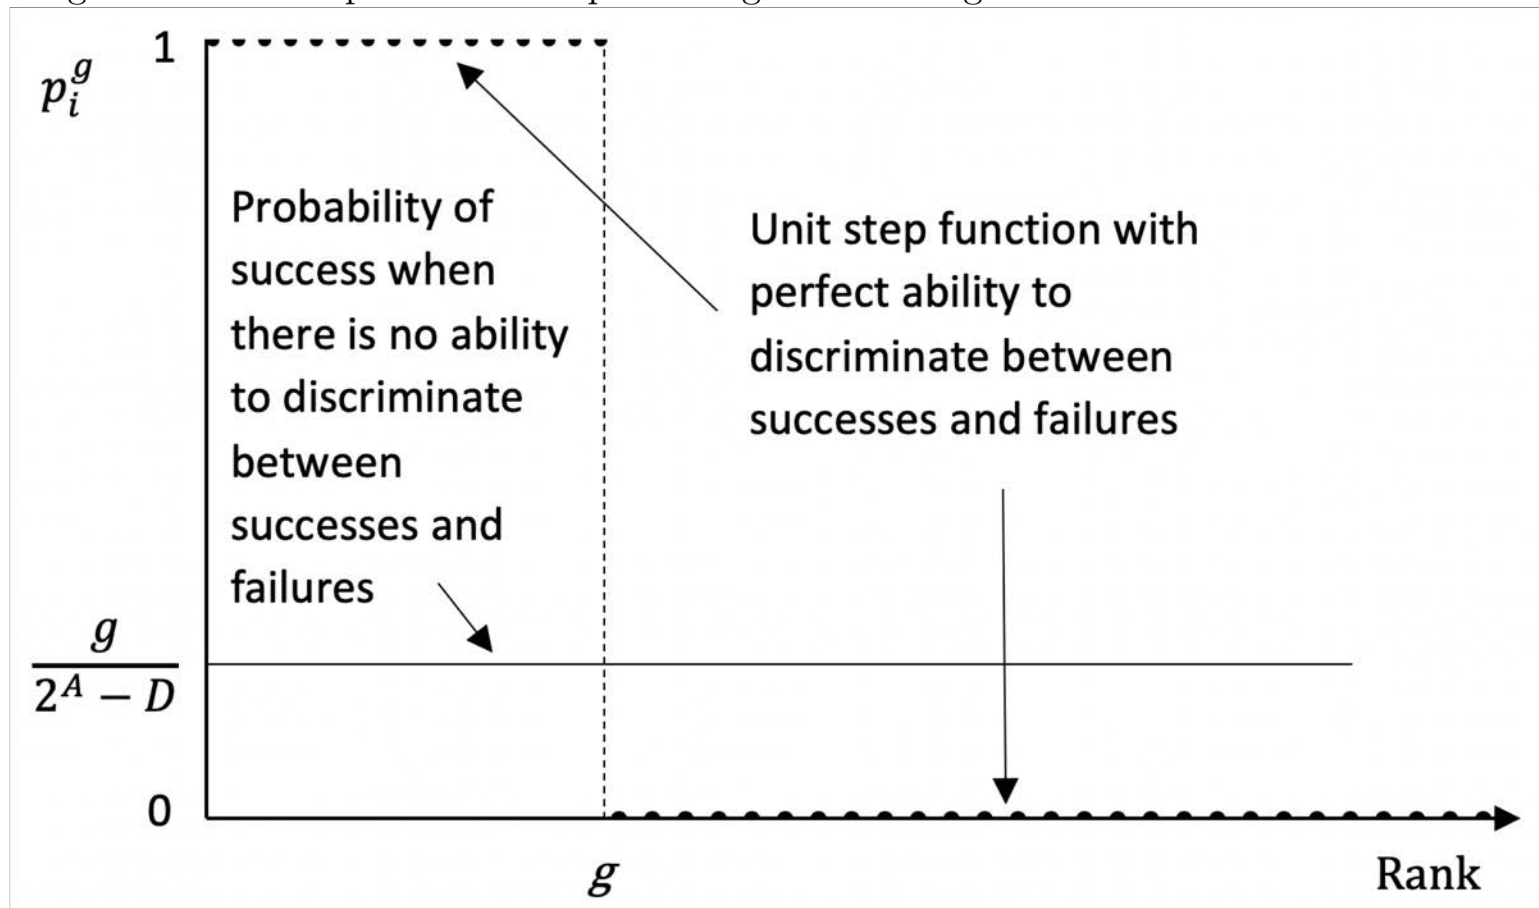 1
p_i^g
Probability of
success when
there is no ability
to discriminate
between
successes and
failures
Unit step function with
perfect ability to
discriminate between
successes and failures
g
2^A − D
0
g
Rank